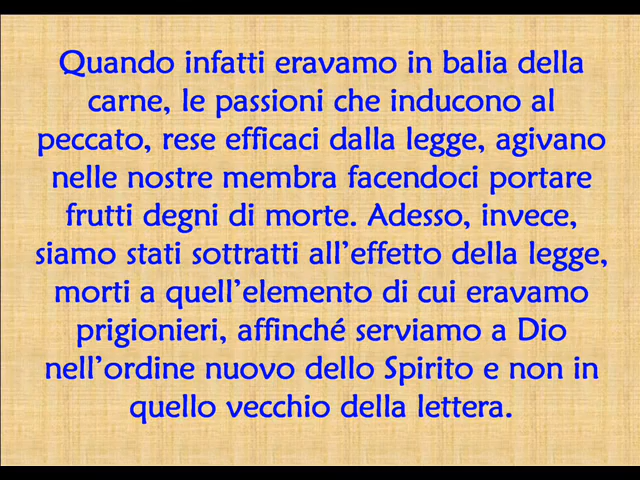 Quando infatti eravamo in balia della
carne, le passioni che inducono al
peccato, rese efficaci dalla legge, agivano
nelle nostre membra facendoci portare
frutti degni di morte. Adesso, invece,
siamo stati sottratti all’effetto della legge,
morti a quell’elemento di cui eravamo
prigionieri, affinché serviamo a Dio
nell’ordine nuovo dello Spirito e non in
quello vecchio della lettera.